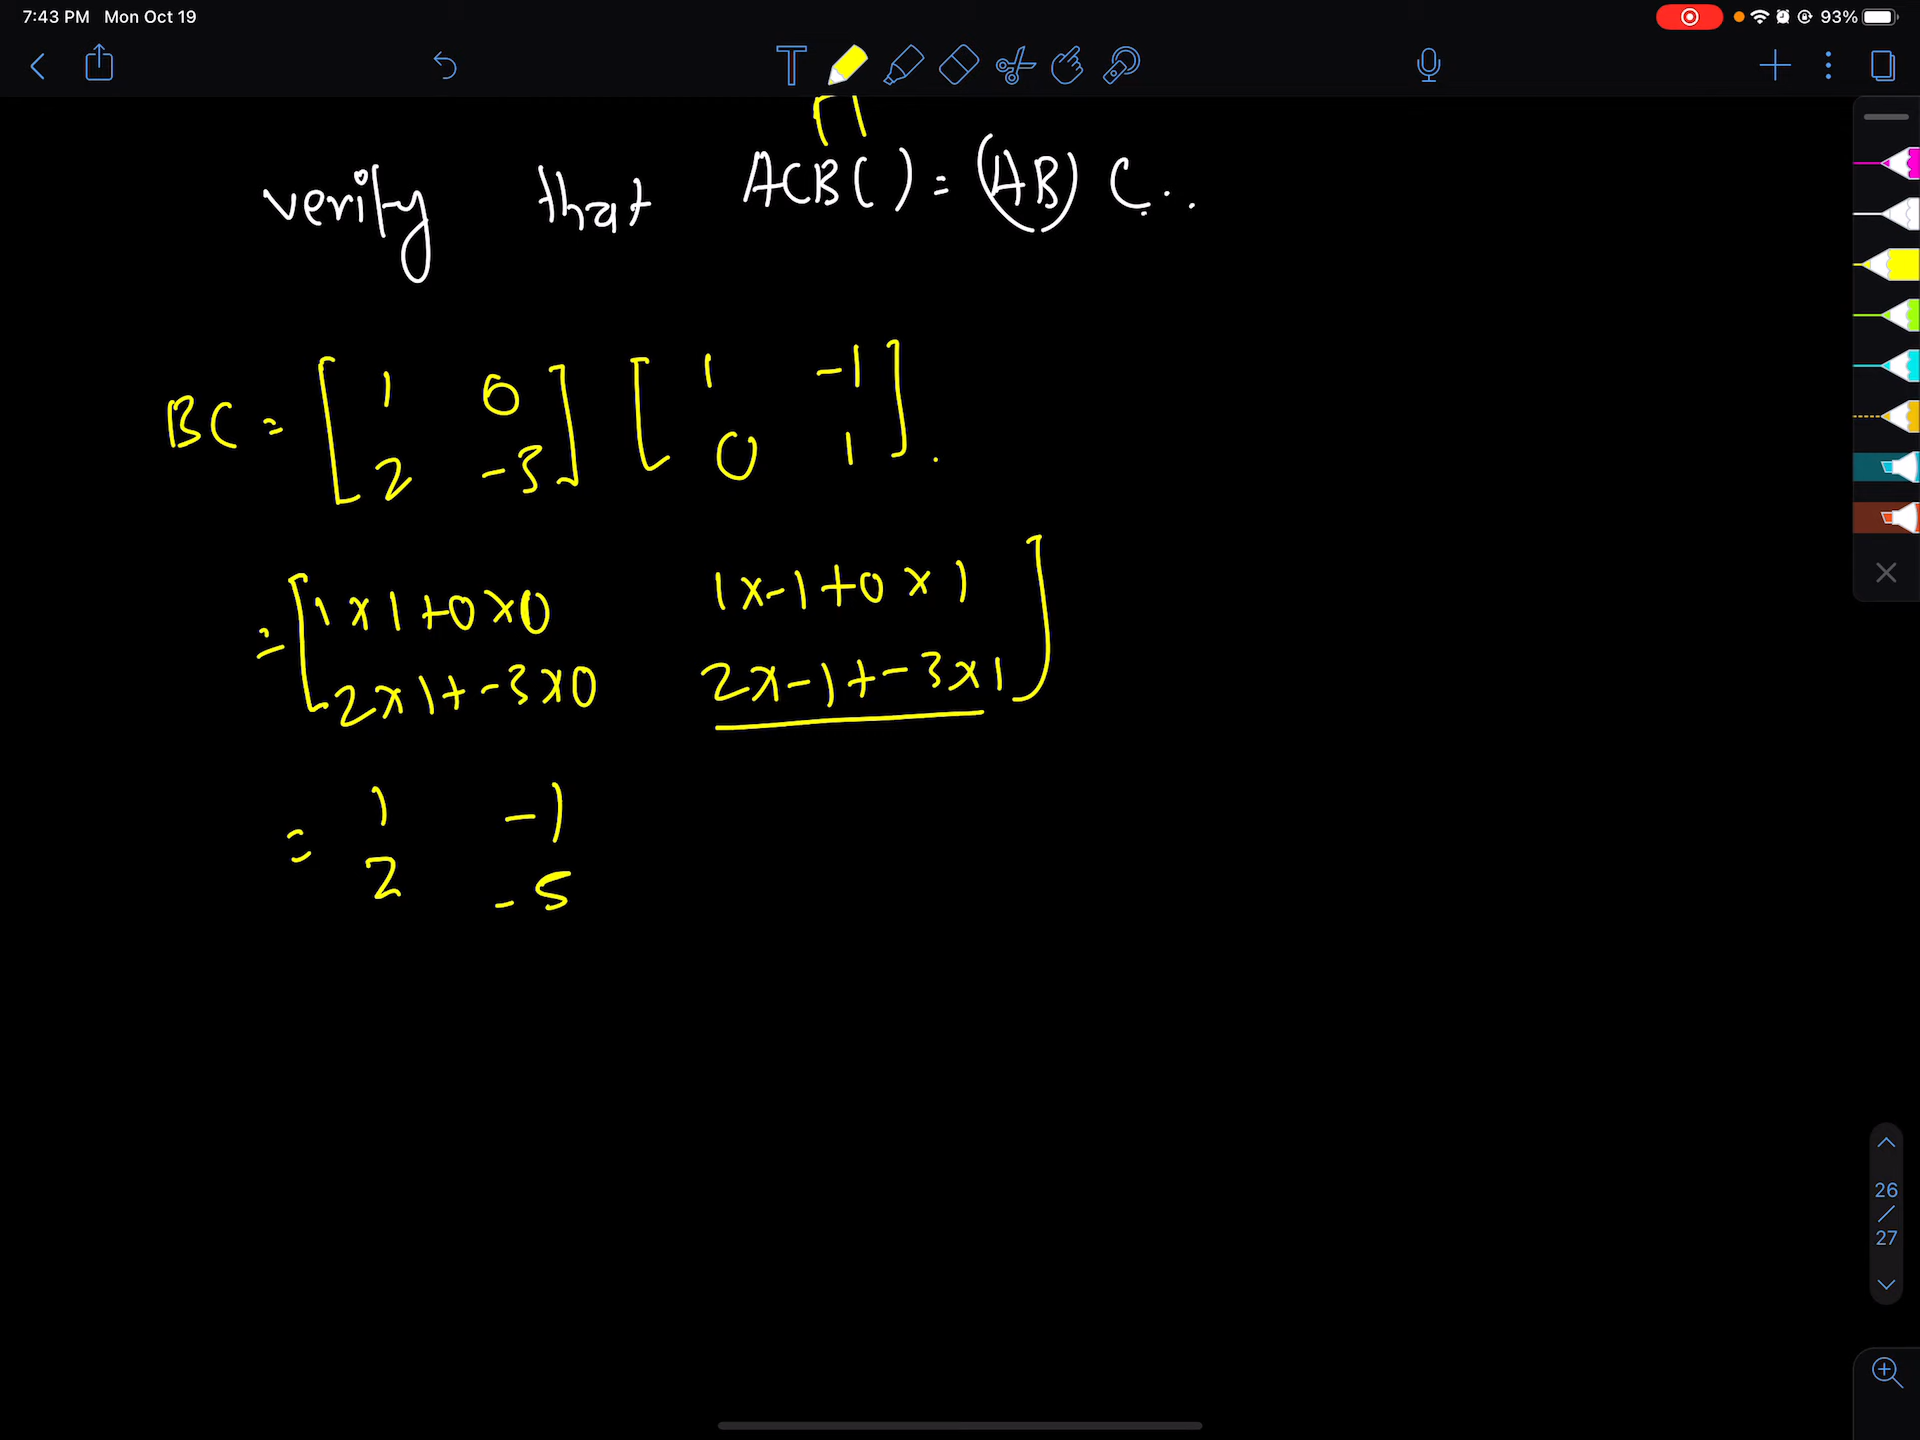 7:43 PM Mon Oct 19
93%
verify that A(BC) = (AB) C..
BC = [ 1 0 ] [ 1 -1 ]
[ 2 -3 ] [ 0 1 ] .
= [ 1x1+0x0 1x-1+0x1 ]
[ 2x1+-3x0 2x-1+-3x1 ]
= 1 -1
2 -5
26
/
27